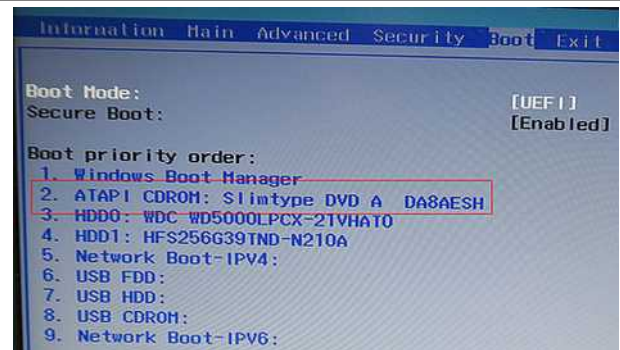 Information Main Advanced Security Boot Exit
Boot Mode: [UEFI]
Secure Boot: [Enabled]
Boot priority order:
1. Windows Boot Manager
2. ATAPI CDROM: Slimtype DVD A DA8AESH
3. HDD0: WDC WD5000LPCX-21VHAT0
4. HDD1: HFS256G39TND-N210A
5. Network Boot-IPV4:
6. USB FDD:
7. USB HDD:
8. USB CDROM:
9. Network Boot-IPV6: